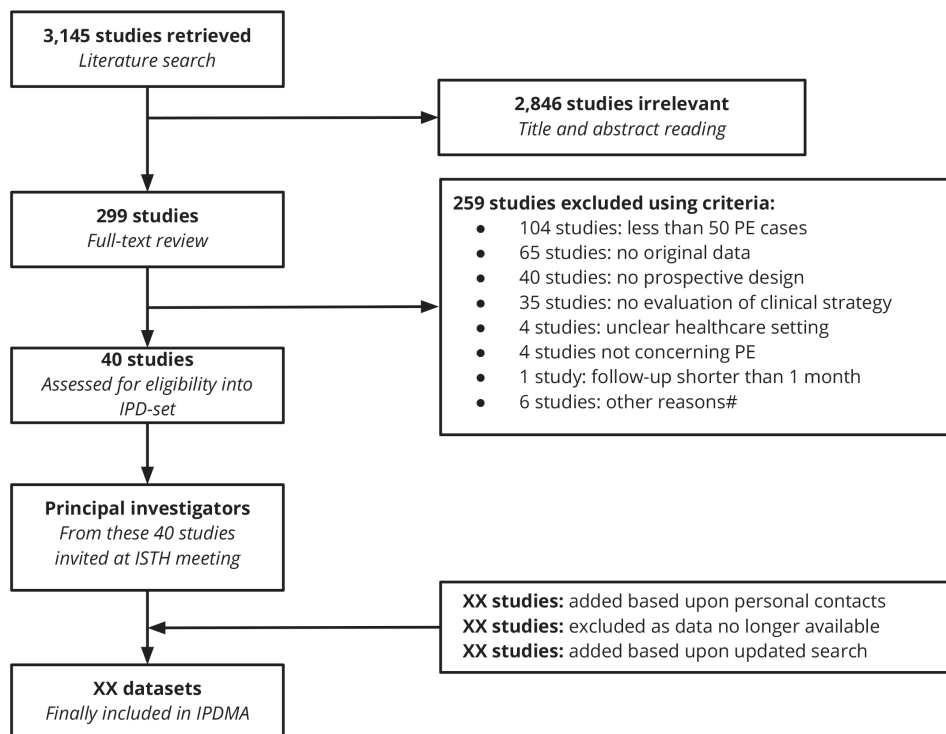 3,145 studies retrieved
Literature search
2,846 studies irrelevant
Title and abstract reading
299 studies
Full-text review
259 studies excluded using criteria:
● 104 studies: less than 50 PE cases
● 65 studies: no original data
● 40 studies: no prospective design
● 35 studies: no evaluation of clinical strategy
● 4 studies: unclear healthcare setting
● 4 studies not concerning PE
● 1 study: follow-up shorter than 1 month
● 6 studies: other reasons#
40 studies
Assessed for eligibility into
IPD-set
Principal investigators
From these 40 studies
invited at ISTH meeting
XX studies: added based upon personal contacts
XX studies: excluded as data no longer available
XX studies: added based upon updated search
XX datasets
Finally included in IPDMA